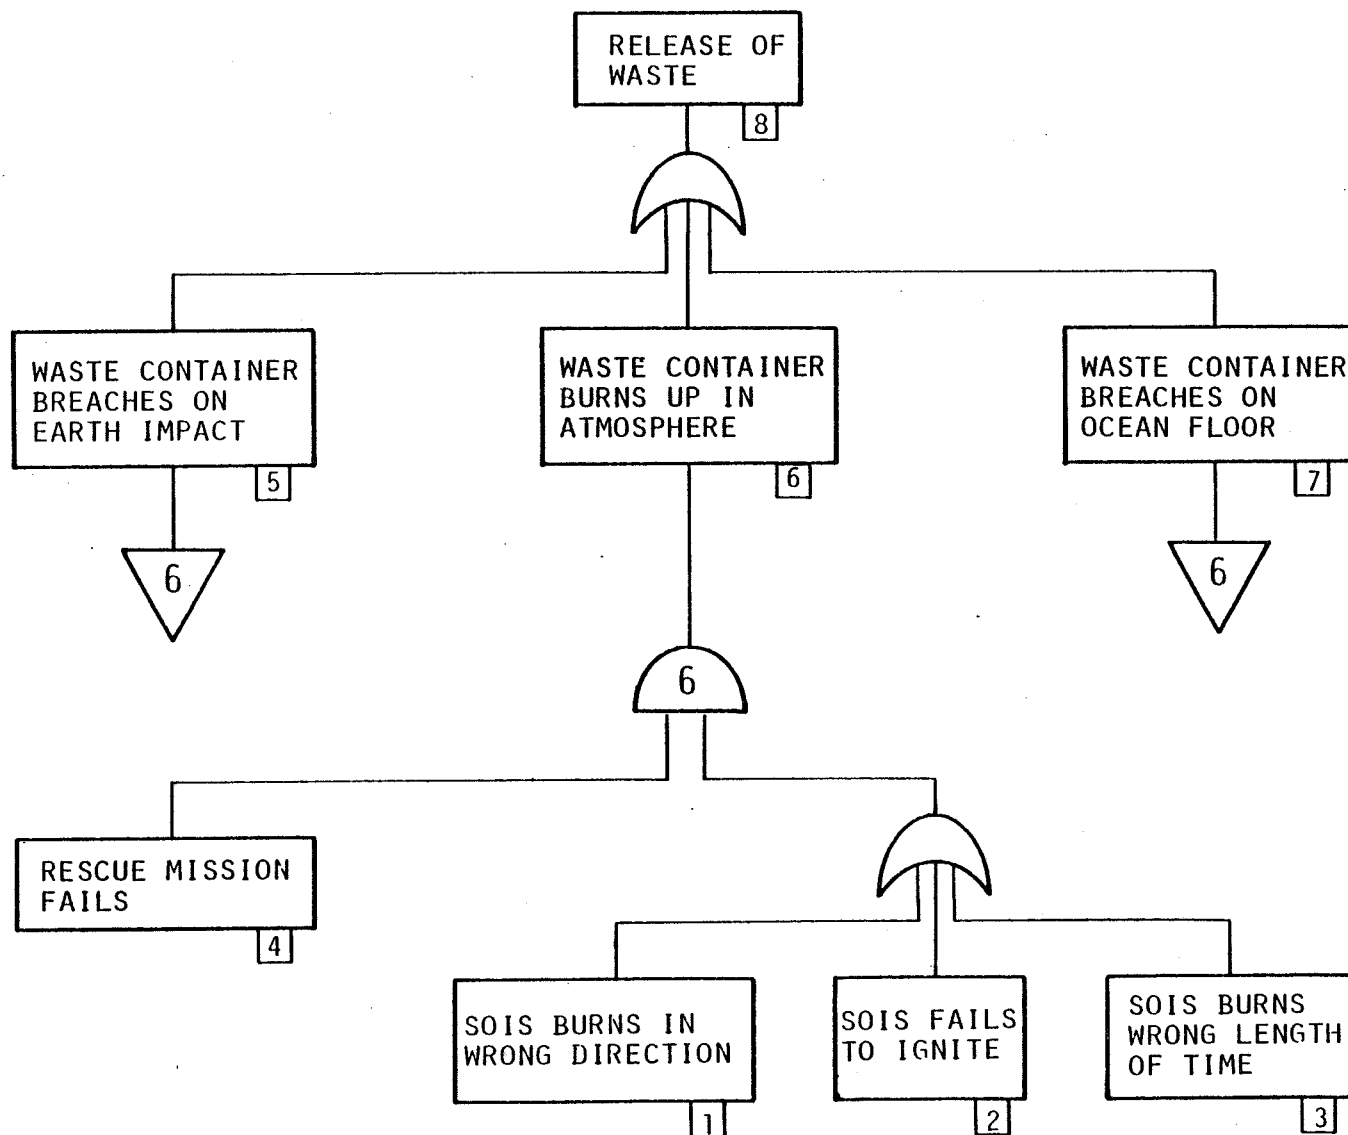 RELEASE OF
WASTE
8
WASTE CONTAINER
BREACHES ON
EARTH IMPACT
5
WASTE CONTAINER
BURNS UP IN
ATMOSPHERE
6
WASTE CONTAINER
BREACHES ON
OCEAN FLOOR
7
6
6
6
RESCUE MISSION
FAILS
4
SOIS BURNS IN
WRONG DIRECTION
1
SOIS FAILS
TO IGNITE
2
SOIS BURNS
WRONG LENGTH
OF TIME
3